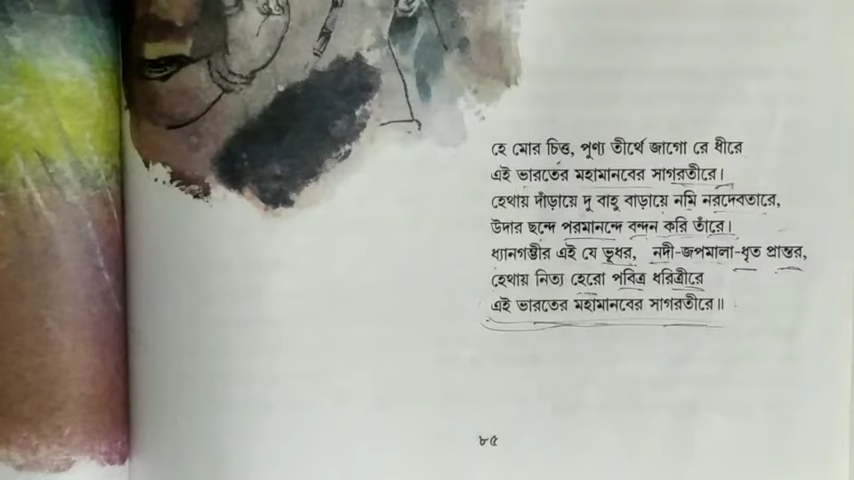 হে মোর চিত্ত, পুণ্য তীর্থে জাগো রে ধীরে
এই ভারতের মহামানবের সাগরতীরে।
হেথায় দাঁড়ায়ে দু বাহু বাড়ায়ে নমি নরদেবতারে,
উদার ছন্দে পরমানন্দে বন্দন করি তাঁরে।
ধ্যানগম্ভীর এই যে ভূধর, নদী-জপমালা-ধৃত প্রান্তর,
হেথায় নিত্য হেরো পবিত্র ধরিত্রীরে
এই ভারতের মহামানবের সাগরতীরে॥
৮৫